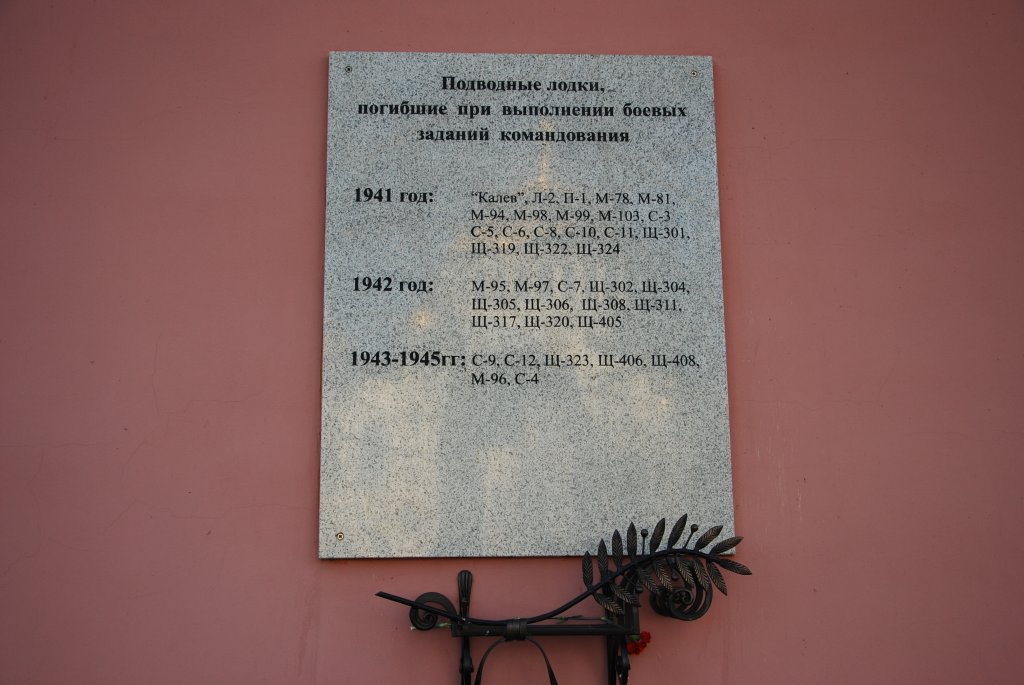 Подводные лодки,
погибшие при выполнении боевых
заданий командования
1941 год: “Калев”, Л-2, П-1, М-78, М-81,
М-94, М-98, М-99, М-103, С-3
С-5, С-6, С-8, С-10, С-11, Щ-301,
Щ-319, Щ-322, Щ-324
1942 год: М-95, М-97, С-7, Щ-302, Щ-304,
Щ-305, Щ-306, Щ-308, Щ-311,
Щ-317, Щ-320, Щ-405
1943-1945гг: С-9, С-12, Щ-323, Щ-406, Щ-408,
М-96, С-4